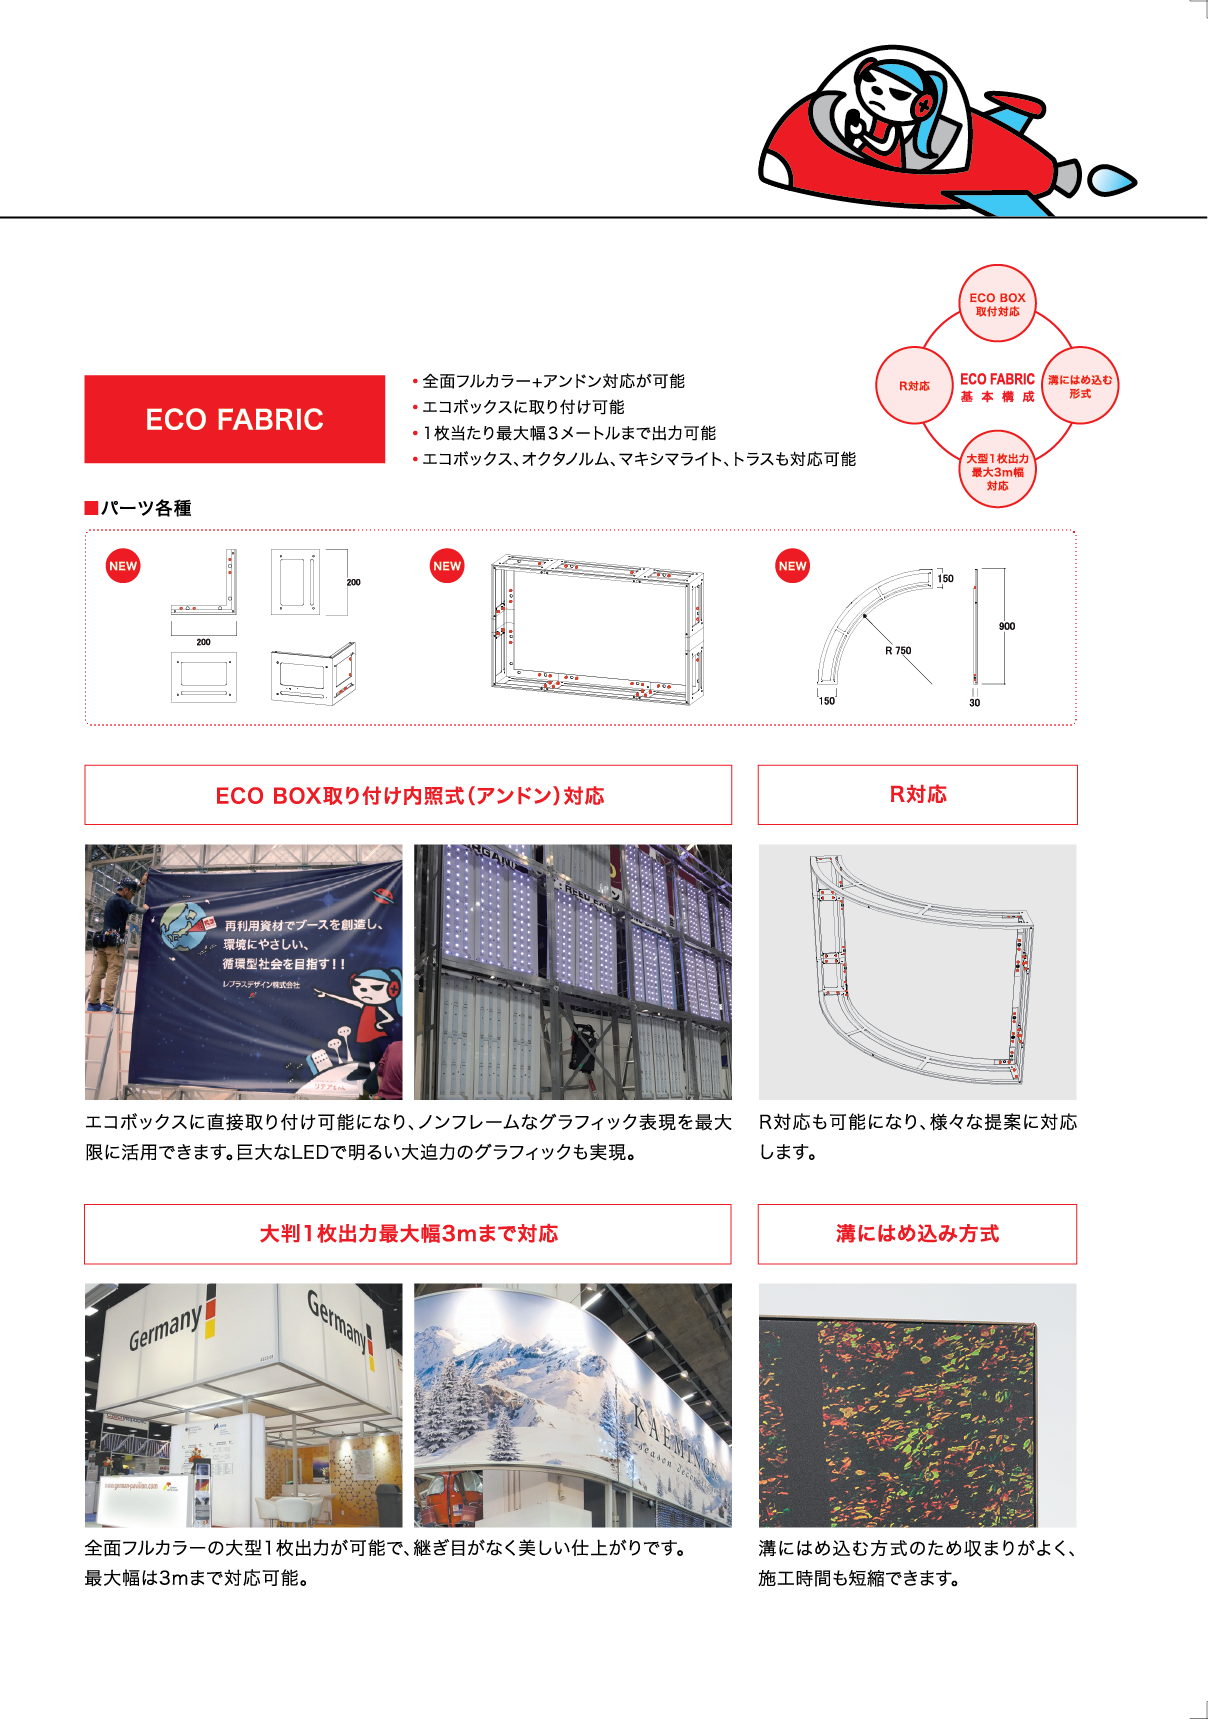 ECO BOX
取付対応
R対応
ECO FABRIC
基本構成
溝にはめ込む
形式
大型1枚出力
最大3m幅
対応
ECO FABRIC
• 全面フルカラー+アンドン対応が可能
• エコボックスに取り付け可能
• 1枚当たり最大幅3メートルまで出力可能
• エコボックス、オクタノルム、マキシマライト、トラスも対応可能
■パーツ各種
NEW
200
200
NEW
NEW
150
900
R 750
150
30
ECO BOX取り付け内照式（アンドン）対応
R対応
再利用資材でブースを創造し、
環境にやさしい、
循環型社会を目指す!!
レプラスデザイン株式会社
REED
エコボックスに直接取り付け可能になり、ノンフレームなグラフィック表現を最大
限に活用できます。巨大なLEDで明るい大迫力のグラフィックも実現。
R対応も可能になり、様々な提案に対応
します。
大判1枚出力最大幅3mまで対応
溝にはめ込み方式
Germany
Germany
www.german-pavilion.com
KAEMINGK
season decorations
全面フルカラーの大型1枚出力が可能で、継ぎ目がなく美しい仕上がりです。
最大幅は3mまで対応可能。
溝にはめ込む方式のため収まりがよく、
施工時間も短縮できます。